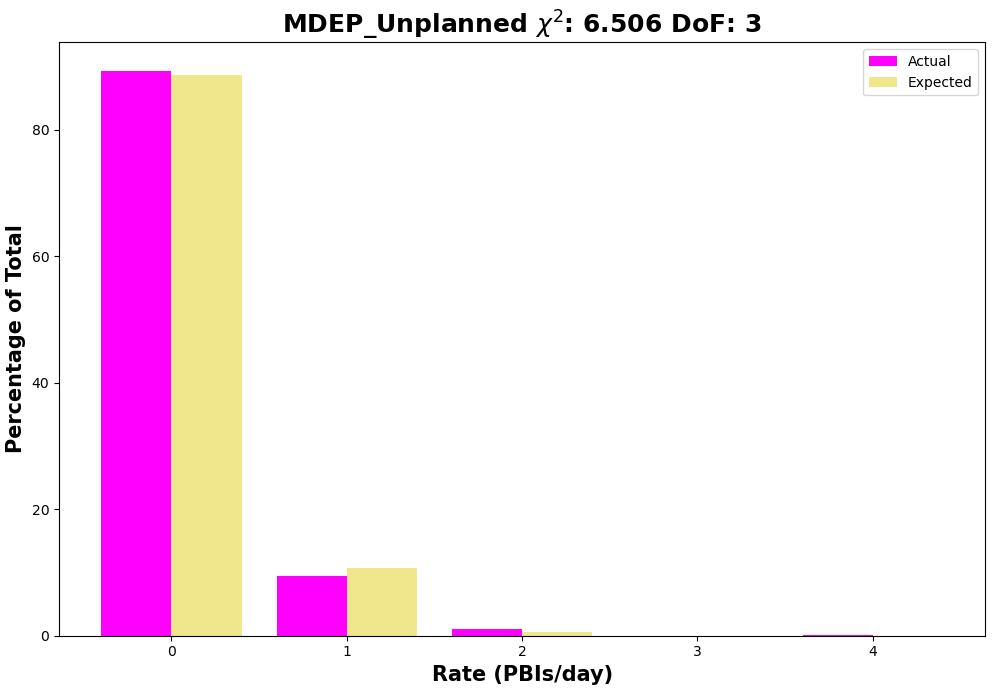 MDEP_Unplanned χ²: 6.506 DoF: 3
Actual
Expected
Percentage of Total
80
60
40
20
0
0 1 2 3 4
Rate (PBIs/day)